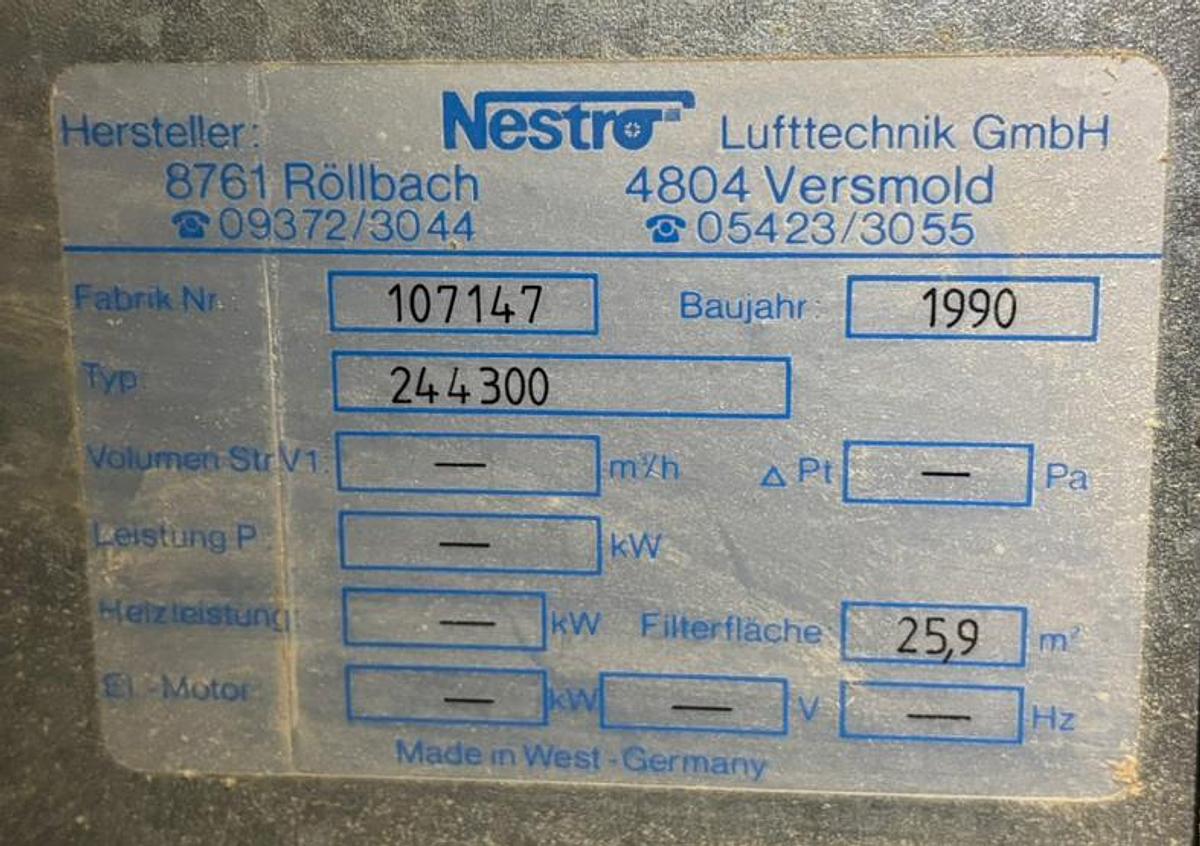 Hersteller: Nestro Lufttechnik GmbH
8761 Röllbach 4804 Versmold
☎09372/3044 ☎05423/3055
Fabrik Nr. 107147 Baujahr: 1990
Typ: 244300
Volumen Str.V1: — m³/h △ Pt — Pa
Leistung P: — kW
Heizleistung: — kW Filterfläche: 25,9 m²
El.-Motor: — kW — V — Hz
Made in West-Germany